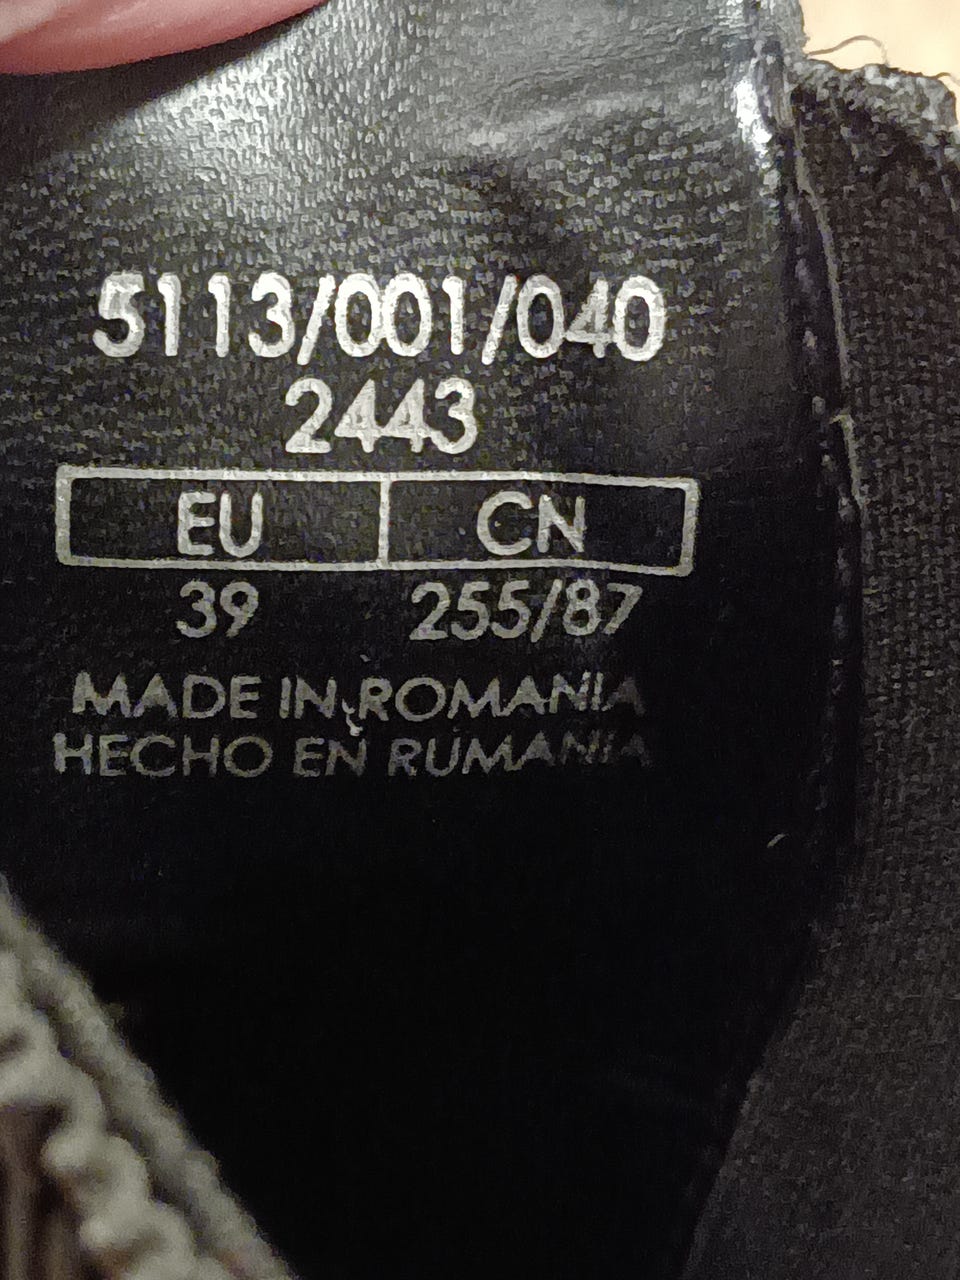 5113/001/040
2443
EU CN
39 255/87
MADE IN ROMANIA
HECHO EN RUMANIA